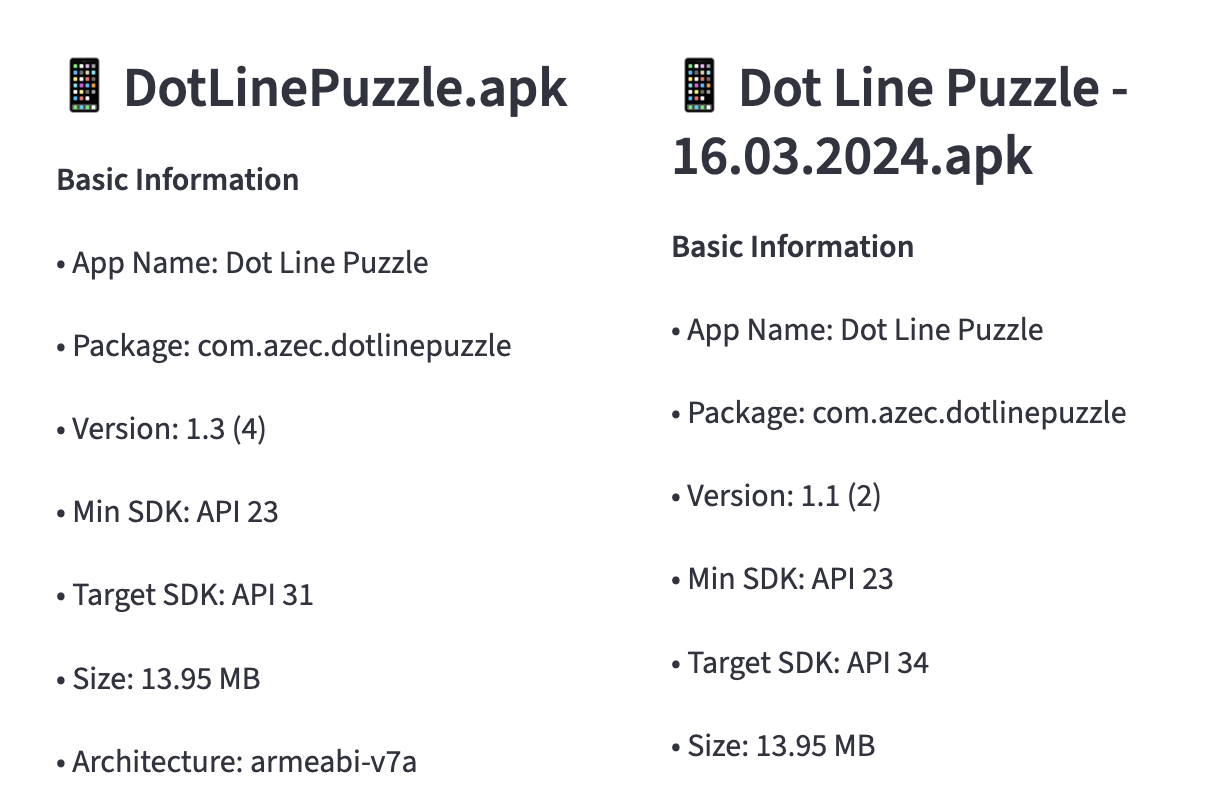 📱 DotLinePuzzle.apk
Basic Information
• App Name: Dot Line Puzzle
• Package: com.azec.dotlinepuzzle
• Version: 1.3 (4)
• Min SDK: API 23
• Target SDK: API 31
• Size: 13.95 MB
• Architecture: armeabi-v7a
📱 Dot Line Puzzle -
16.03.2024.apk
Basic Information
• App Name: Dot Line Puzzle
• Package: com.azec.dotlinepuzzle
• Version: 1.1 (2)
• Min SDK: API 23
• Target SDK: API 34
• Size: 13.95 MB